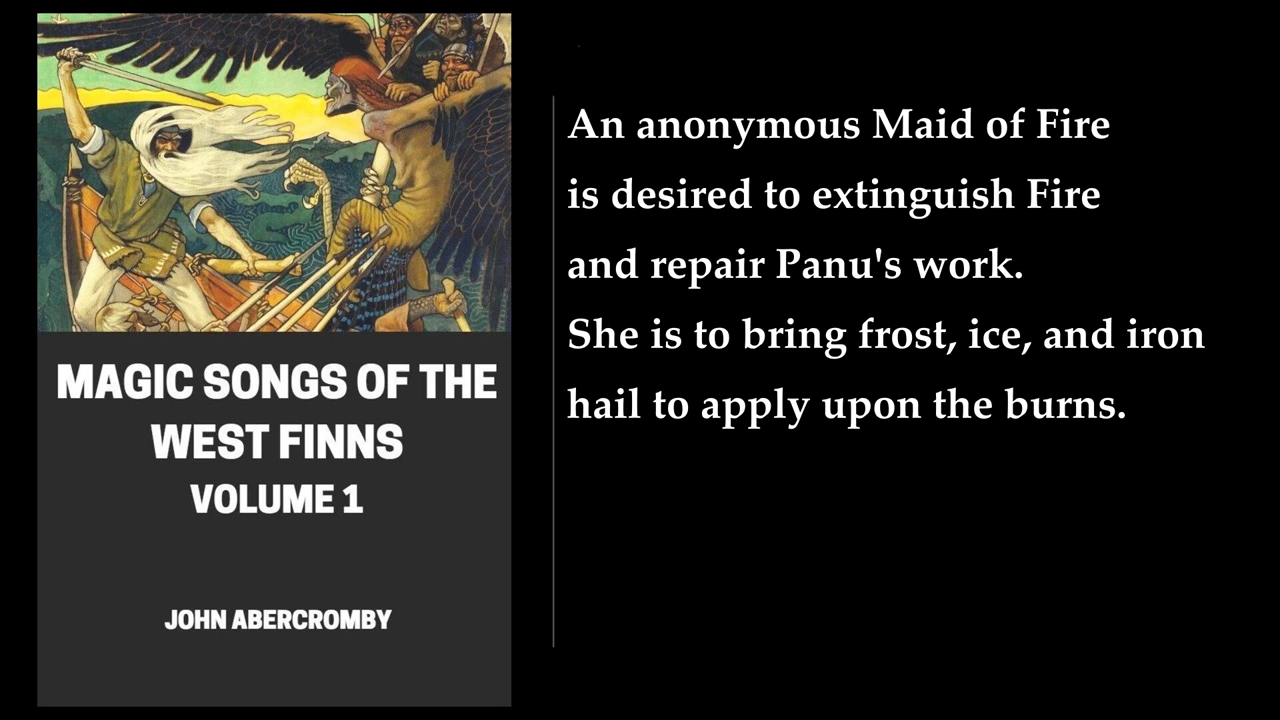 MAGIC SONGS OF THE
WEST FINNS
VOLUME 1
JOHN ABERCROMBY
An anonymous Maid of Fire
is desired to extinguish Fire
and repair Panu's work.
She is to bring frost, ice, and iron
hail to apply upon the burns.